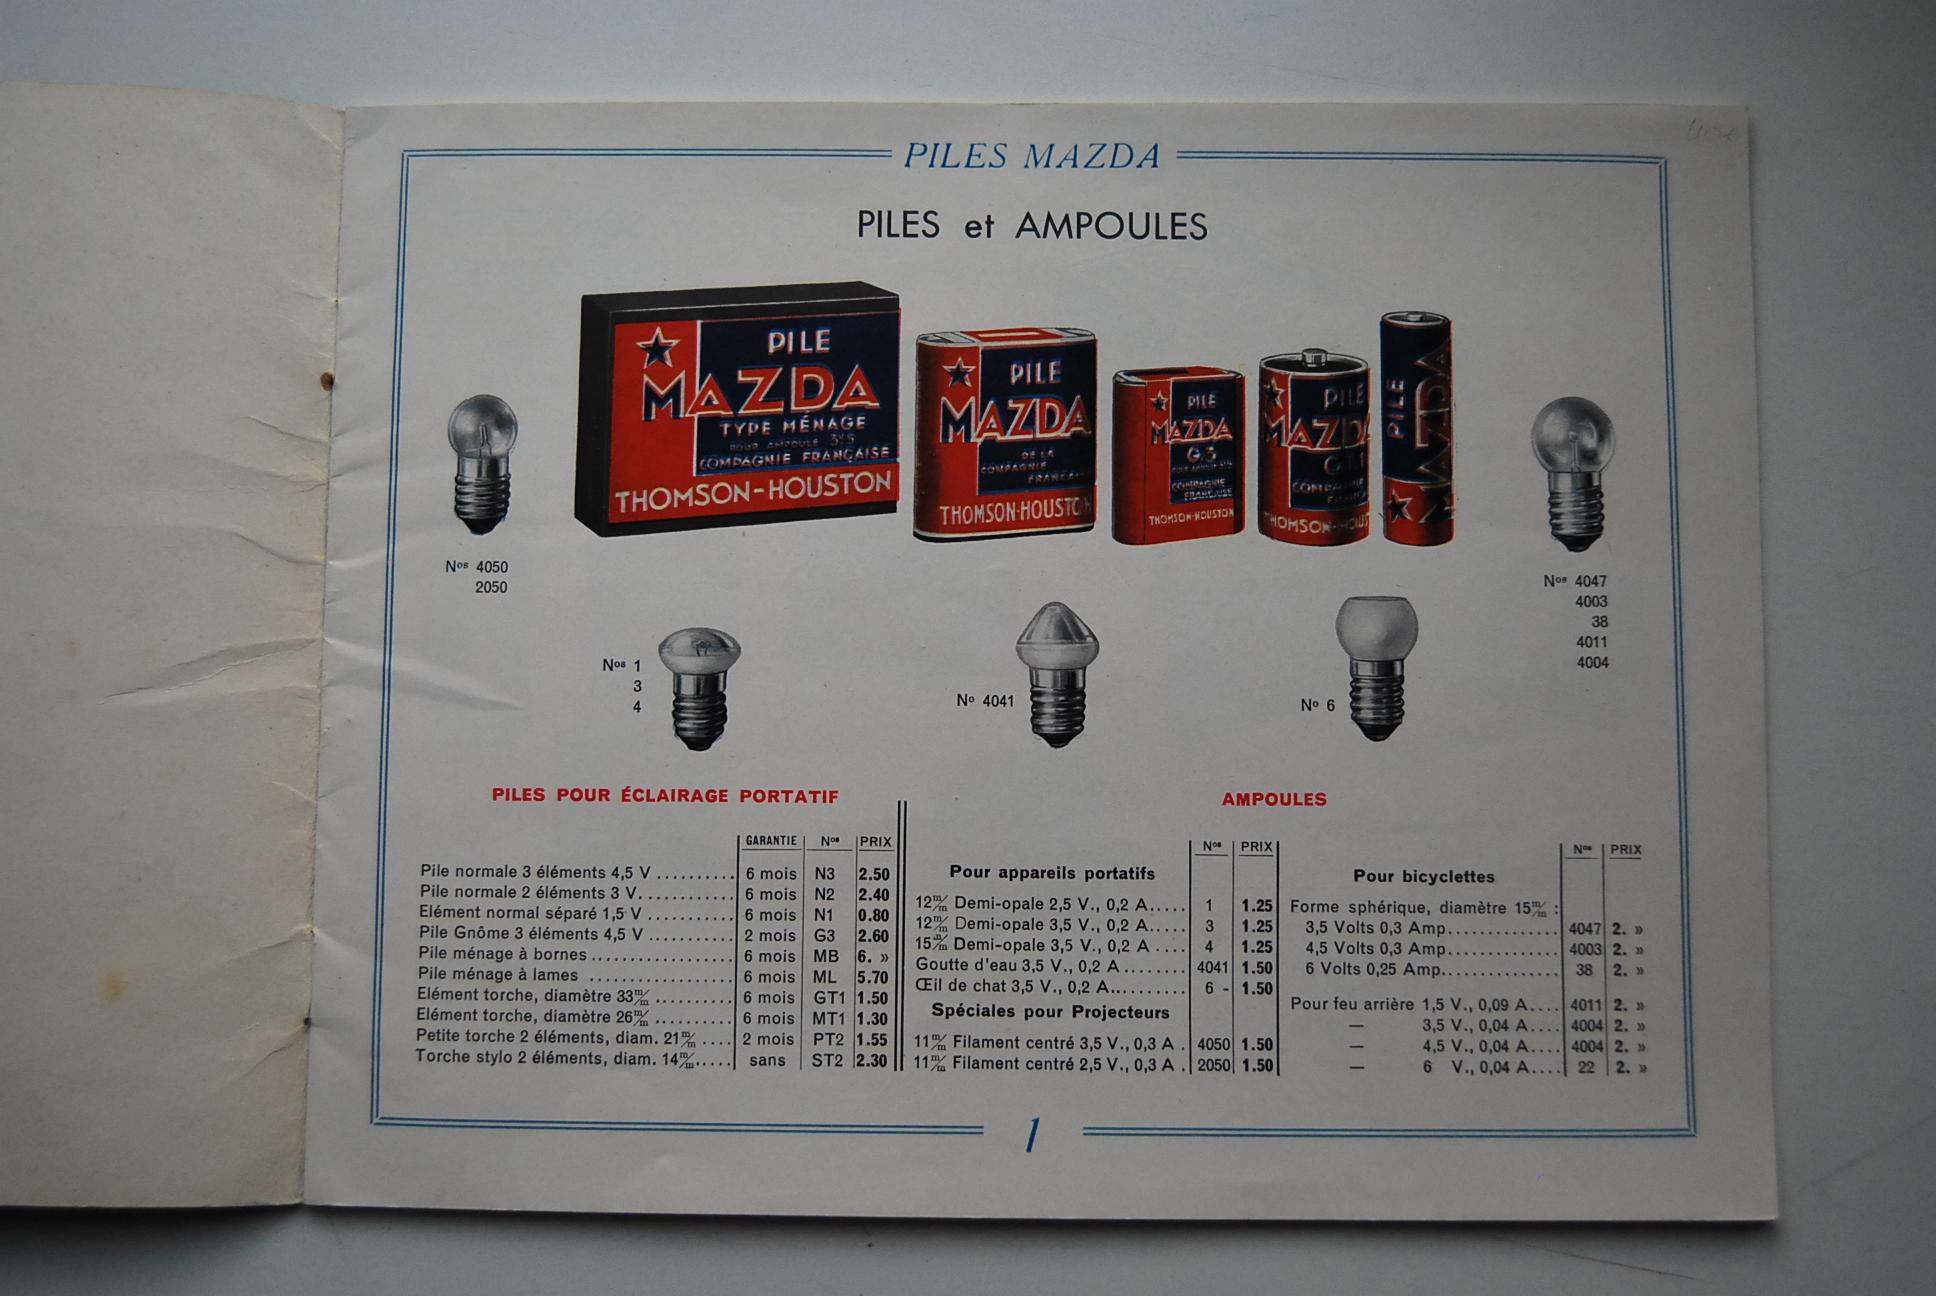 PILES MAZDA
PILES et AMPOULES
PILE
MAZDA
TYPE MÉNAGE
POUR AMPOULE 3V5
COMPAGNIE FRANÇAISE
THOMSON-HOUSTON
PILE
MAZDA
DE LA
COMPAGNIE
FRANÇAISE
THOMSON-HOUSTON
PILE
MAZDA
G.3
COMPAGNIE
FRANÇAISE
THOMSON-HOUSTON
PILE
MAZDA
GT1
THOMSON-HOUST
PILE
MAZDA
Nos 4050
2050
Nos 4047
4003
38
4011
4004
Nos 1
3
4
No 4041
No 6
PILES POUR ÉCLAIRAGE PORTATIF
GARANTIE Nos PRIX
Pile normale 3 éléments 4,5 V .......... 6 mois N3 2.50
Pile normale 2 éléments 3 V............ 6 mois N2 2.40
Elément normal séparé 1,5 V ........... 6 mois N1 0.80
Pile Gnôme 3 éléments 4,5 V ........... 2 mois G3 2.60
Pile ménage à bornes .................. 6 mois MB 6. »
Pile ménage à lames .................. 6 mois ML 5.70
Elément torche, diamètre 33m/m .......... 6 mois GT1 1.50
Elément torche, diamètre 26m/m .......... 6 mois MT1 1.30
Petite torche 2 éléments, diam. 21m/m .... 2 mois PT2 1.55
Torche stylo 2 éléments, diam. 14m/m..... sans ST2 2.30
AMPOULES
Nos PRIX
Pour appareils portatifs
12m/m Demi-opale 2,5 V., 0,2 A..... 1 1.25
12m/m Demi-opale 3,5 V., 0,2 A..... 3 1.25
15m/m Demi-opale 3,5 V., 0,2 A .... 4 1.25
Goutte d'eau 3,5 V., 0,2 A ........ 4041 1.50
Œil de chat 3,5 V., 0,2 A.......... 6 - 1.50
Spéciales pour Projecteurs
11m/m Filament centré 3,5 V., 0,3 A . 4050 1.50
11m/m Filament centré 2,5 V., 0,3 A . 2050 1.50
Nos PRIX
Pour bicyclettes
Forme sphérique, diamètre 15m/m :
3,5 Volts 0,3 Amp.............. 4047 2. »
4,5 Volts 0,3 Amp.............. 4003 2. »
6 Volts 0,25 Amp............... 38 2. »
Pour feu arrière 1,5 V., 0,09 A.... 4011 2. »
— 3,5 V., 0,04 A.... 4004 2. »
— 4,5 V., 0,04 A.... 4004 2. »
— 6 V., 0,04 A.... 22 2. »
1